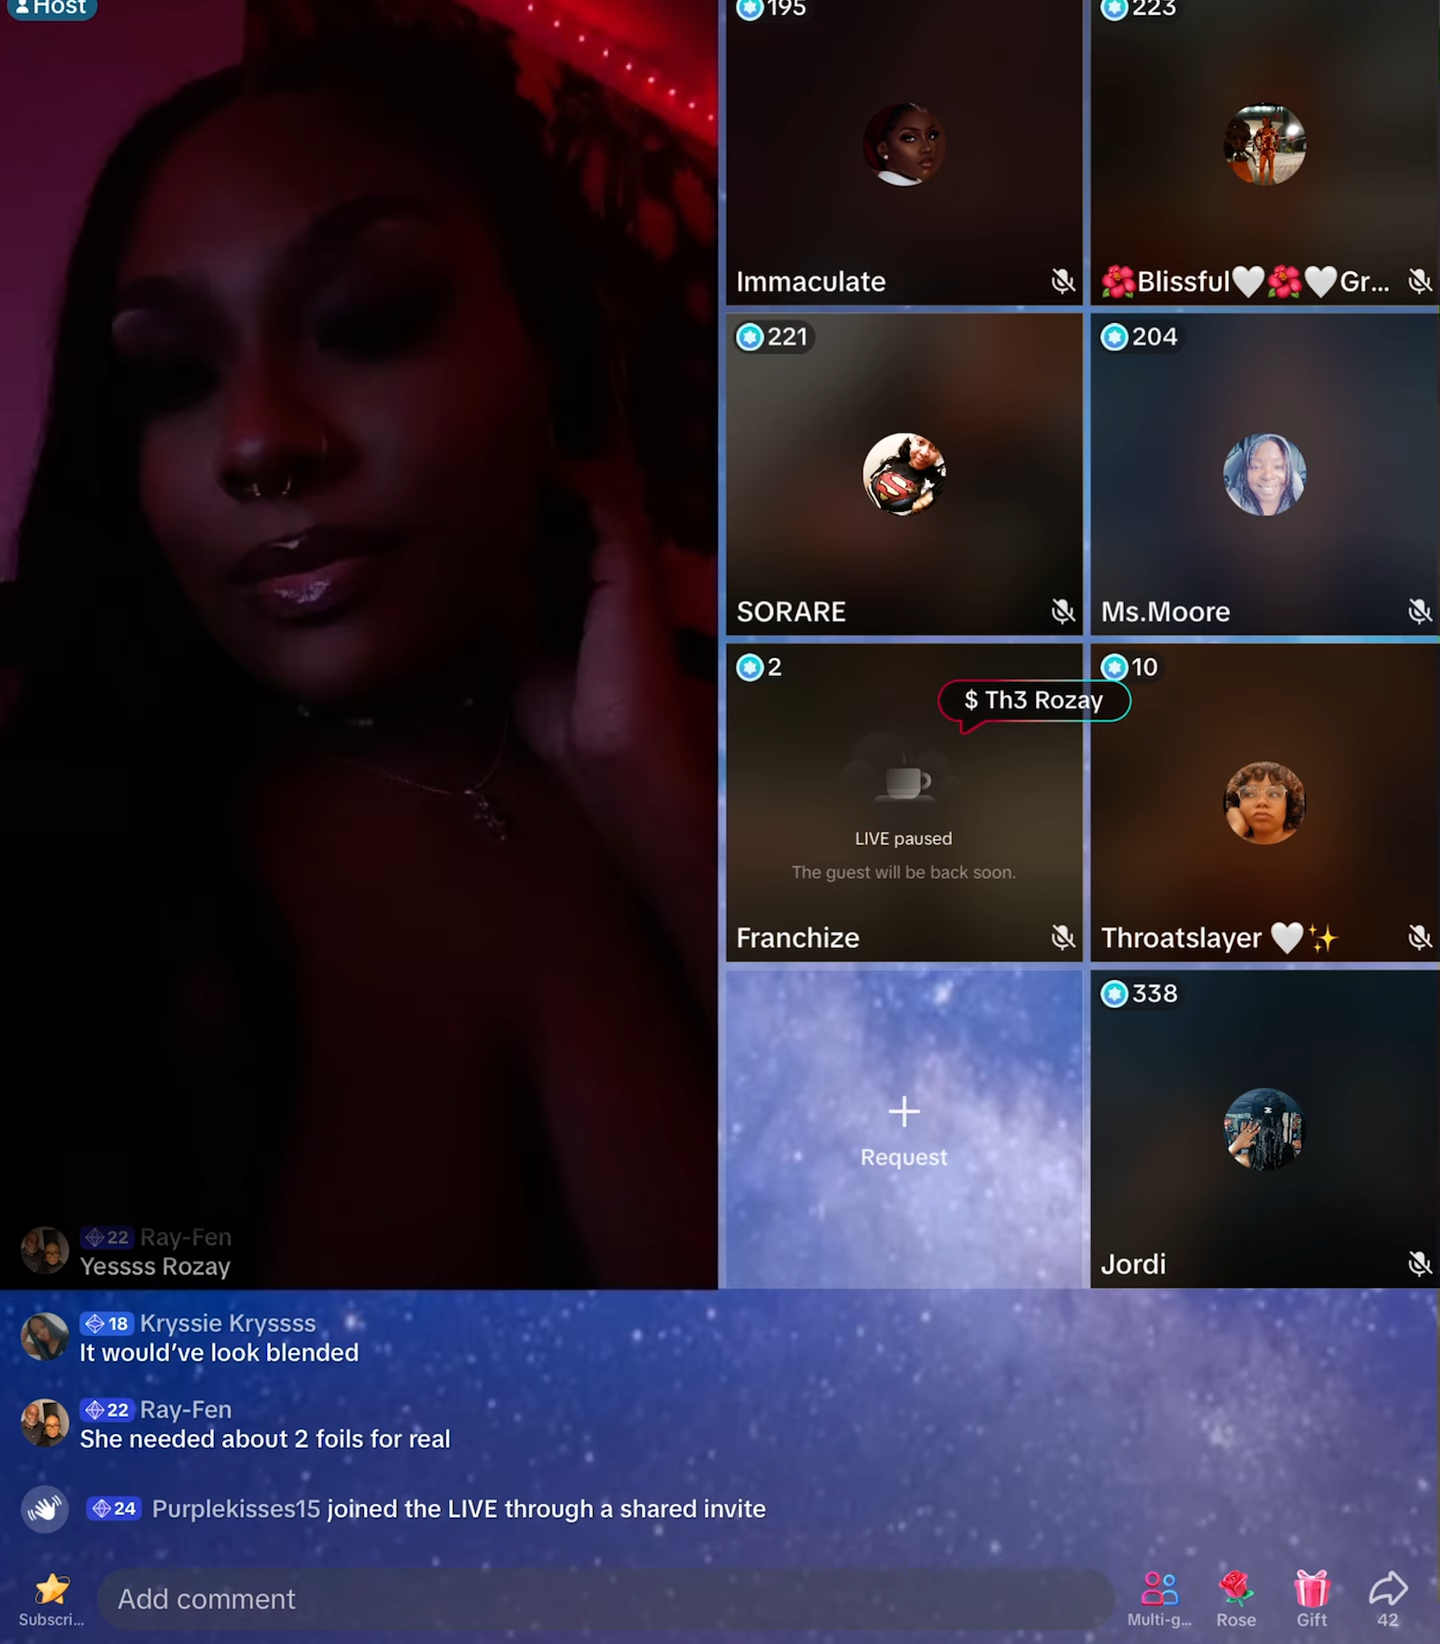 Host
195
223
Immaculate
🌺Blissful🤍🌺🤍Gr...
221
204
SORARE
Ms.Moore
2
10
$ Th3 Rozay
LIVE paused
The guest will be back soon.
Franchize
Throatslayer 🤍✨
338
Request
Jordi
22 Ray-Fen
Yessss Rozay
18 Kryssie Kryssss
It would’ve look blended
22 Ray-Fen
She needed about 2 foils for real
24 Purplekisses15 joined the LIVE through a shared invite
Add comment
Subscri...
Multi-g...
Rose
Gift
42